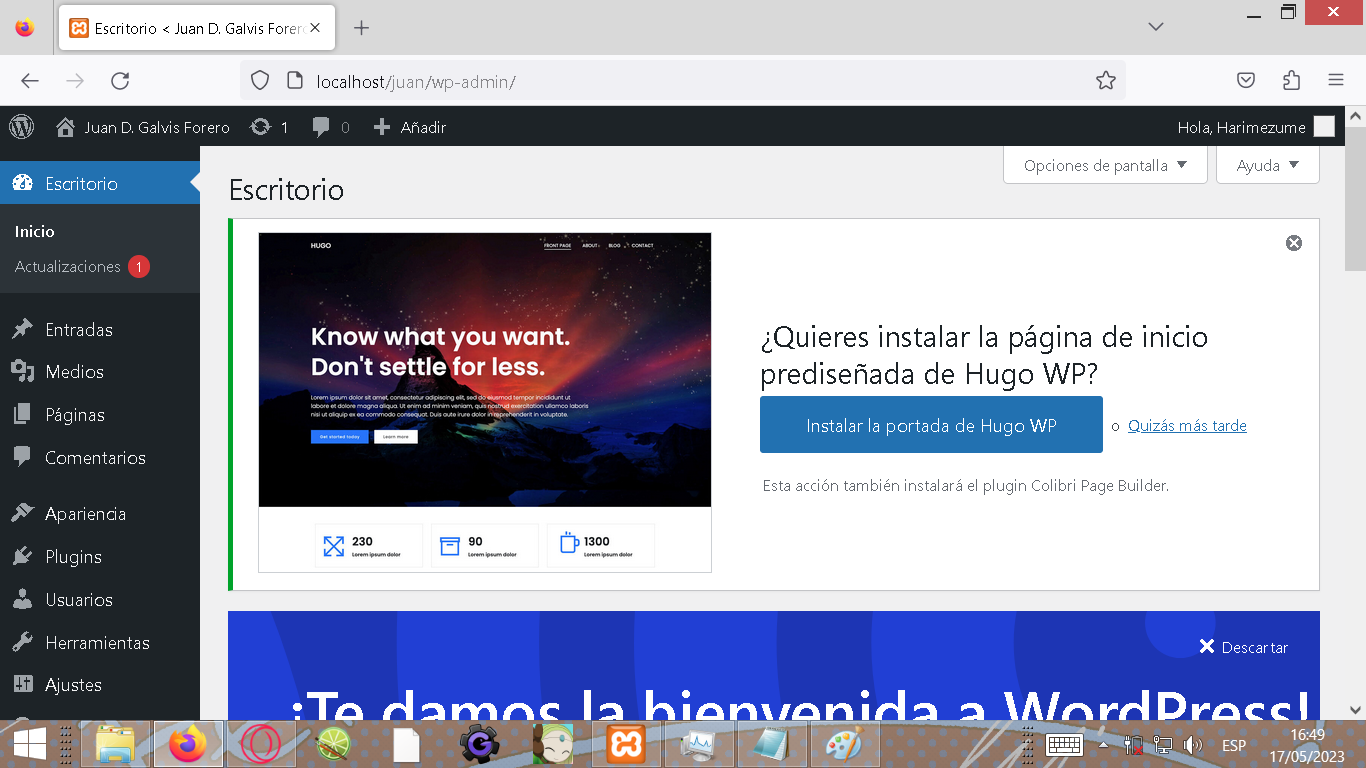 Escritorio < Juan D. Galvis Forero
localhost/juan/wp-admin/
Juan D. Galvis Forero 1 0 Añadir
Hola, Harimezume
Opciones de pantalla
Ayuda
Escritorio
Inicio
Actualizaciones 1
Entradas
Medios
Páginas
Comentarios
Apariencia
Plugins
Usuarios
Herramientas
Ajustes
Escritorio
HUGO
FRONT PAGE ABOUT BLOG CONTACT
Know what you want.
Don't settle for less.
Lorem ipsum dolor sit amet, consectetur adipiscing elit, sed do eiusmod tempor incididunt ut
labore et dolore magna aliqua. Ut enim ad minim veniam, quis nostrud exercitation ullamco laboris
nisi ut aliquip ex ea commodo consequat. Duis aute irure dolor in reprehenderit in voluptate.
Get started today Learn more
230
Lorem ipsum dolor
90
Lorem ipsum dolor
1300
Lorem ipsum dolor
¿Quieres instalar la página de inicio
prediseñada de Hugo WP?
Instalar la portada de Hugo WP o Quizás más tarde
Esta acción también instalará el plugin Colibri Page Builder.
Descartar
¡Te damos la bienvenida a WordPress!
ESP
16:49
17/05/2023